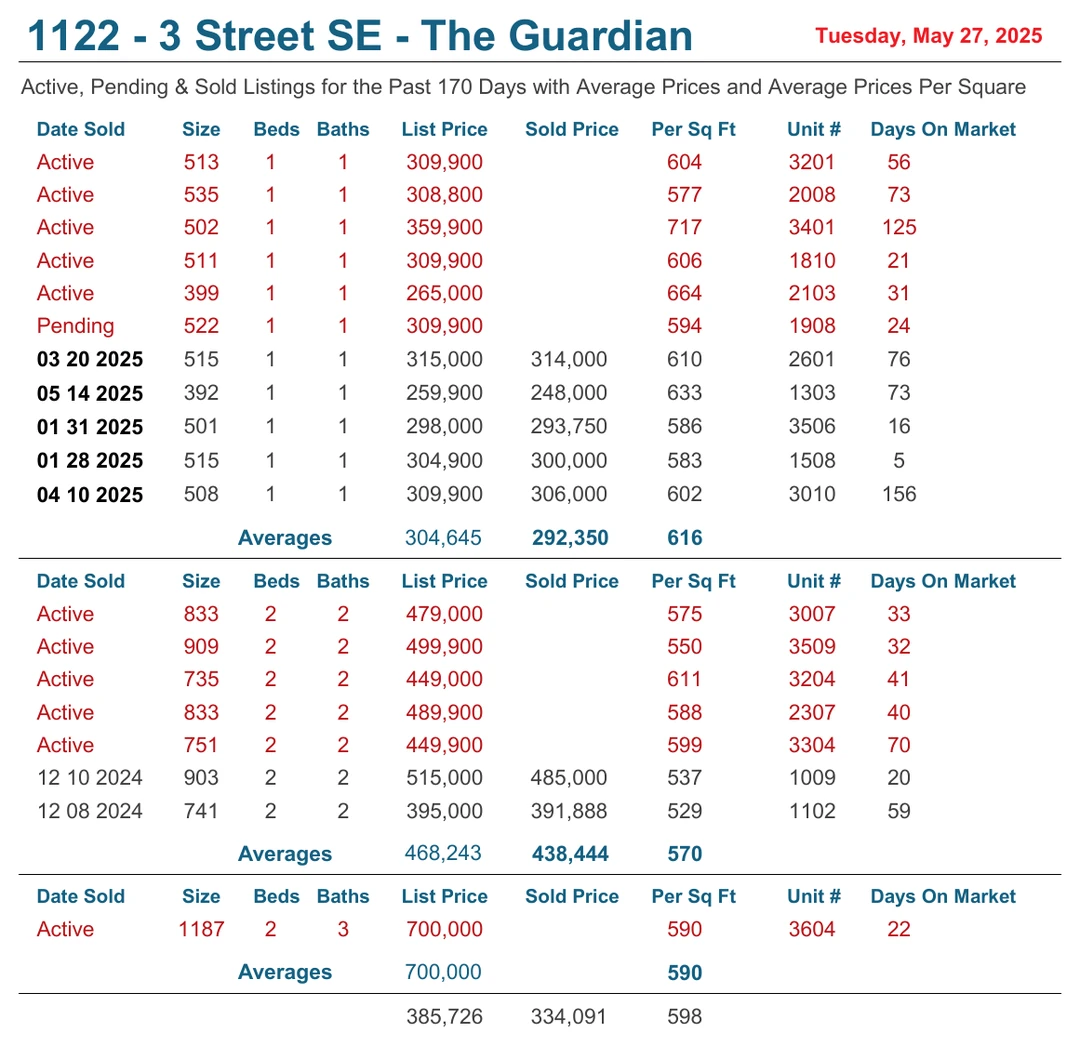 1122 - 3 Street SE - The Guardian Tuesday, May 27, 2025
Active, Pending & Sold Listings for the Past 170 Days with Average Prices and Average Prices Per Square
Date Sold Size Beds Baths List Price Sold Price Per Sq Ft Unit # Days On Market
Active 513 1 1 309,900 604 3201 56
Active 535 1 1 308,800 577 2008 73
Active 502 1 1 359,900 717 3401 125
Active 511 1 1 309,900 606 1810 21
Active 399 1 1 265,000 664 2103 31
Pending 522 1 1 309,900 594 1908 24
03 20 2025 515 1 1 315,000 314,000 610 2601 76
05 14 2025 392 1 1 259,900 248,000 633 1303 73
01 31 2025 501 1 1 298,000 293,750 586 3506 16
01 28 2025 515 1 1 304,900 300,000 583 1508 5
04 10 2025 508 1 1 309,900 306,000 602 3010 156
Averages 304,645 292,350 616
Date Sold Size Beds Baths List Price Sold Price Per Sq Ft Unit # Days On Market
Active 833 2 2 479,000 575 3007 33
Active 909 2 2 499,900 550 3509 32
Active 735 2 2 449,000 611 3204 41
Active 833 2 2 489,900 588 2307 40
Active 751 2 2 449,900 599 3304 70
12 10 2024 903 2 2 515,000 485,000 537 1009 20
12 08 2024 741 2 2 395,000 391,888 529 1102 59
Averages 468,243 438,444 570
Date Sold Size Beds Baths List Price Sold Price Per Sq Ft Unit # Days On Market
Active 1187 2 3 700,000 590 3604 22
Averages 700,000 590
385,726 334,091 598